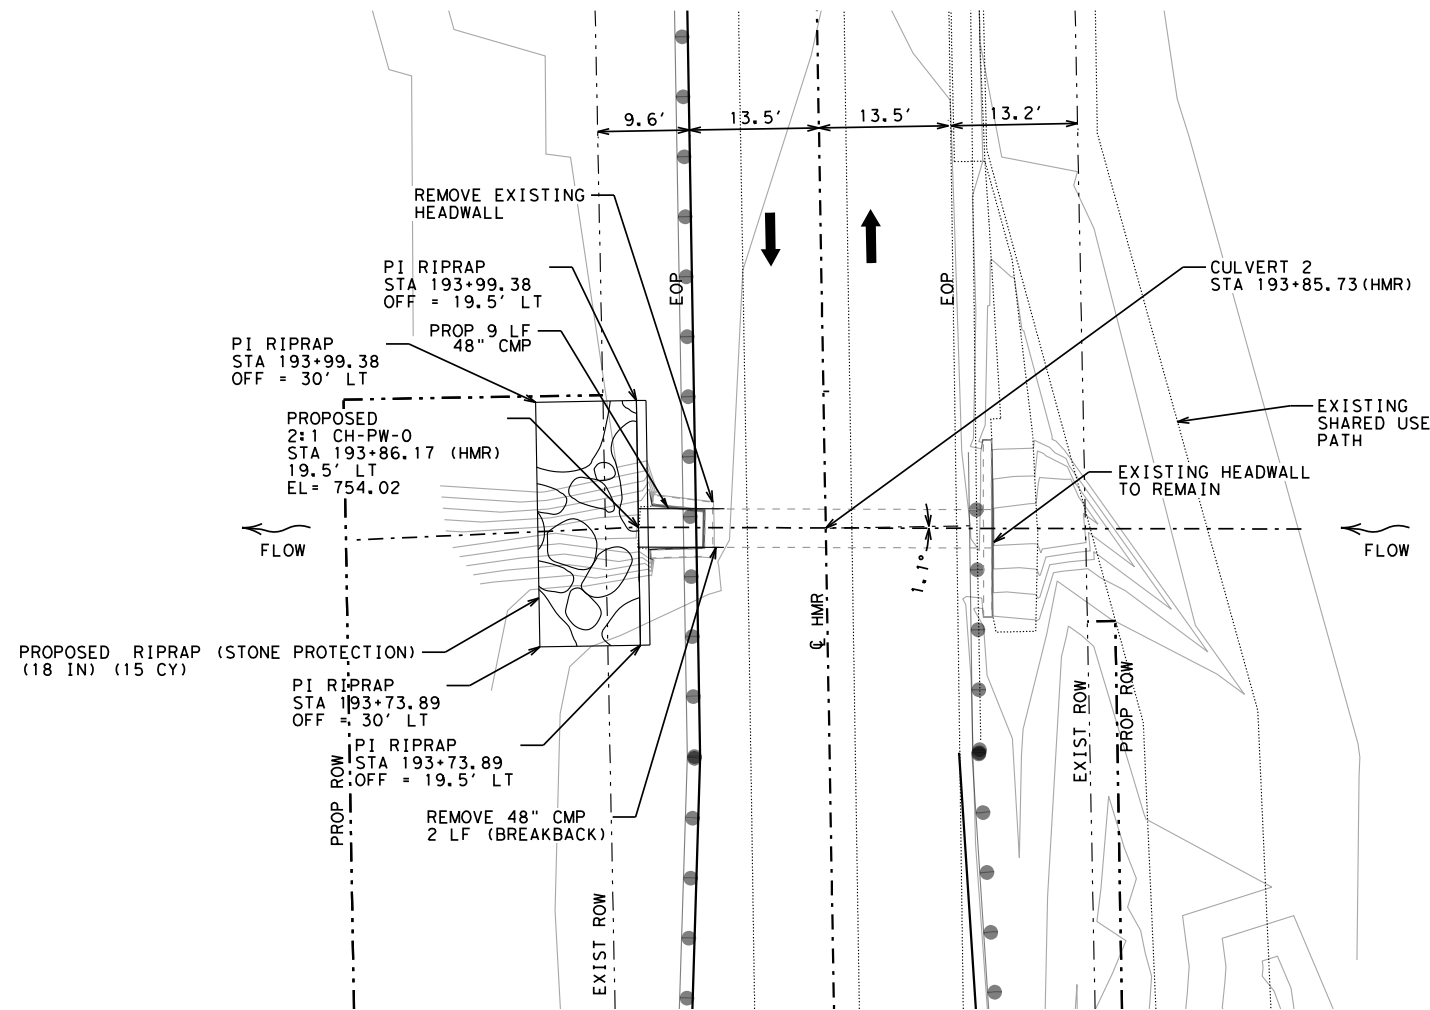 9.6'
13.5'
13.5'
13.2'
REMOVE EXISTING
HEADWALL
PI RIPRAP
STA 193+99.38
OFF = 19.5' LT
EOP
EOP
CULVERT 2
STA 193+85.73(HMR)
PROP 9 LF
48" CMP
PI RIPRAP
STA 193+99.38
OFF = 30' LT
PROPOSED
2:1 CH-PW-0
STA 193+86.17 (HMR)
19.5' LT
EL= 754.02
EXISTING
SHARED USE
PATH
EXISTING HEADWALL
TO REMAIN
FLOW
FLOW
1.1°
℄ HMR
PROPOSED RIPRAP (STONE PROTECTION)
(18 IN) (15 CY)
PI RIPRAP
STA 193+73.89
OFF = 30' LT
PI RIPRAP
STA 193+73.89
OFF = 19.5' LT
PROP ROW
EXIST ROW
PROP ROW
REMOVE 48" CMP
2 LF (BREAKBACK)
EXIST ROW